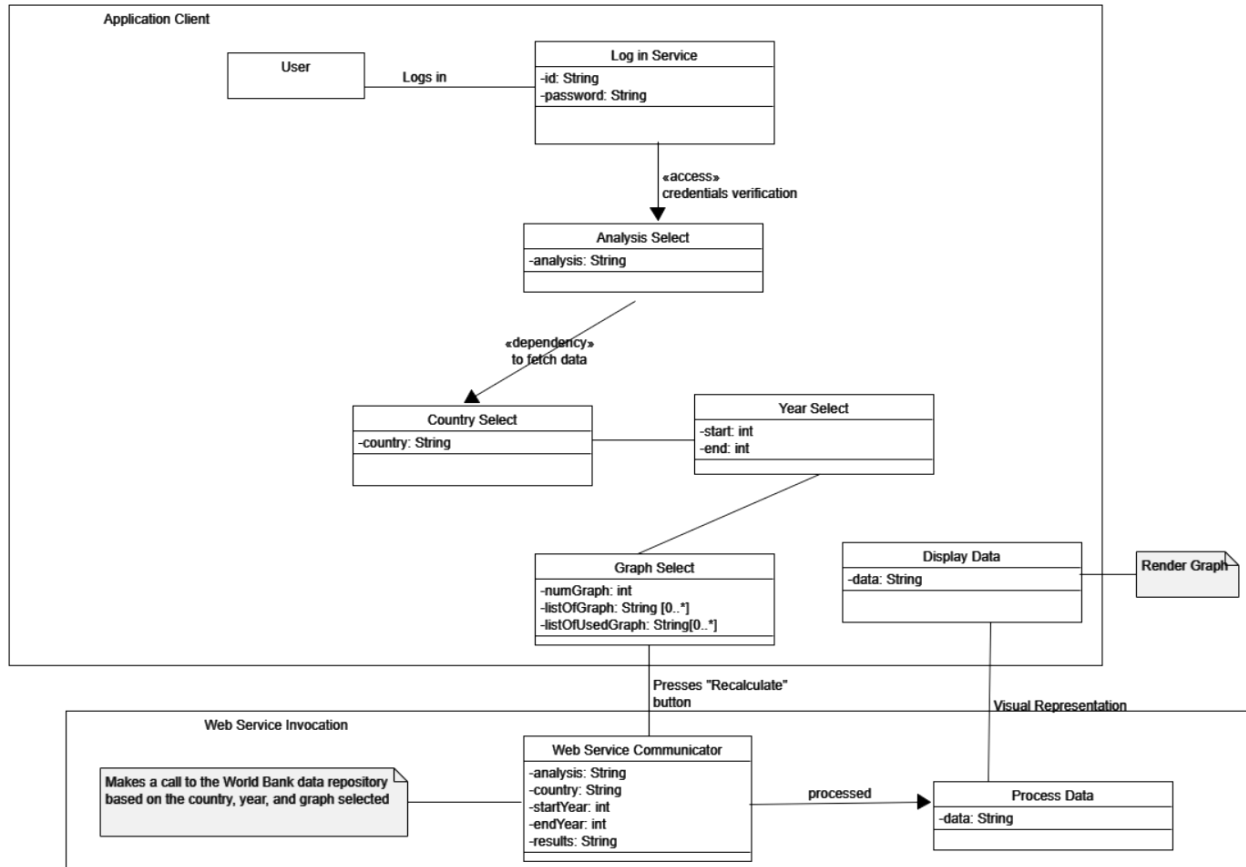 Application Client
User
Logs in
Log in Service
-id: String
-password: String
«access»
credentials verification
Analysis Select
-analysis: String
«dependency»
to fetch data
Country Select
-country: String
Year Select
-start: int
-end: int
Graph Select
-numGraph: int
-listOfGraph: String [0..*]
-listOfUsedGraph: String[0..*]
Display Data
-data: String
Render Graph
Presses "Recalculate"
button
Visual Representation
Web Service Invocation
Makes a call to the World Bank data repository
based on the country, year, and graph selected
Web Service Communicator
-analysis: String
-country: String
-startYear: int
-endYear: int
-results: String
processed
Process Data
-data: String